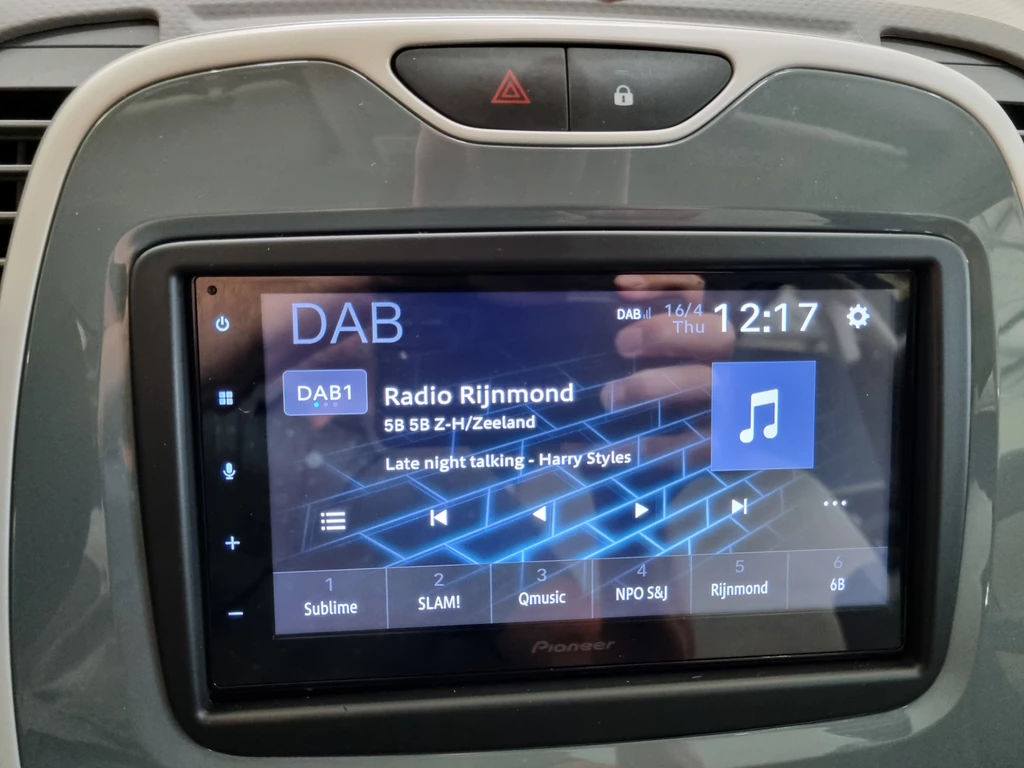 DAB
DAB
16/4
Thu
12:17
DAB1
Radio Rijnmond
5B 5B Z-H/Zeeland
Late night talking - Harry Styles
1
Sublime
2
SLAM!
3
Qmusic
4
NPO S&J
5
Rijnmond
6
6B
Pioneer